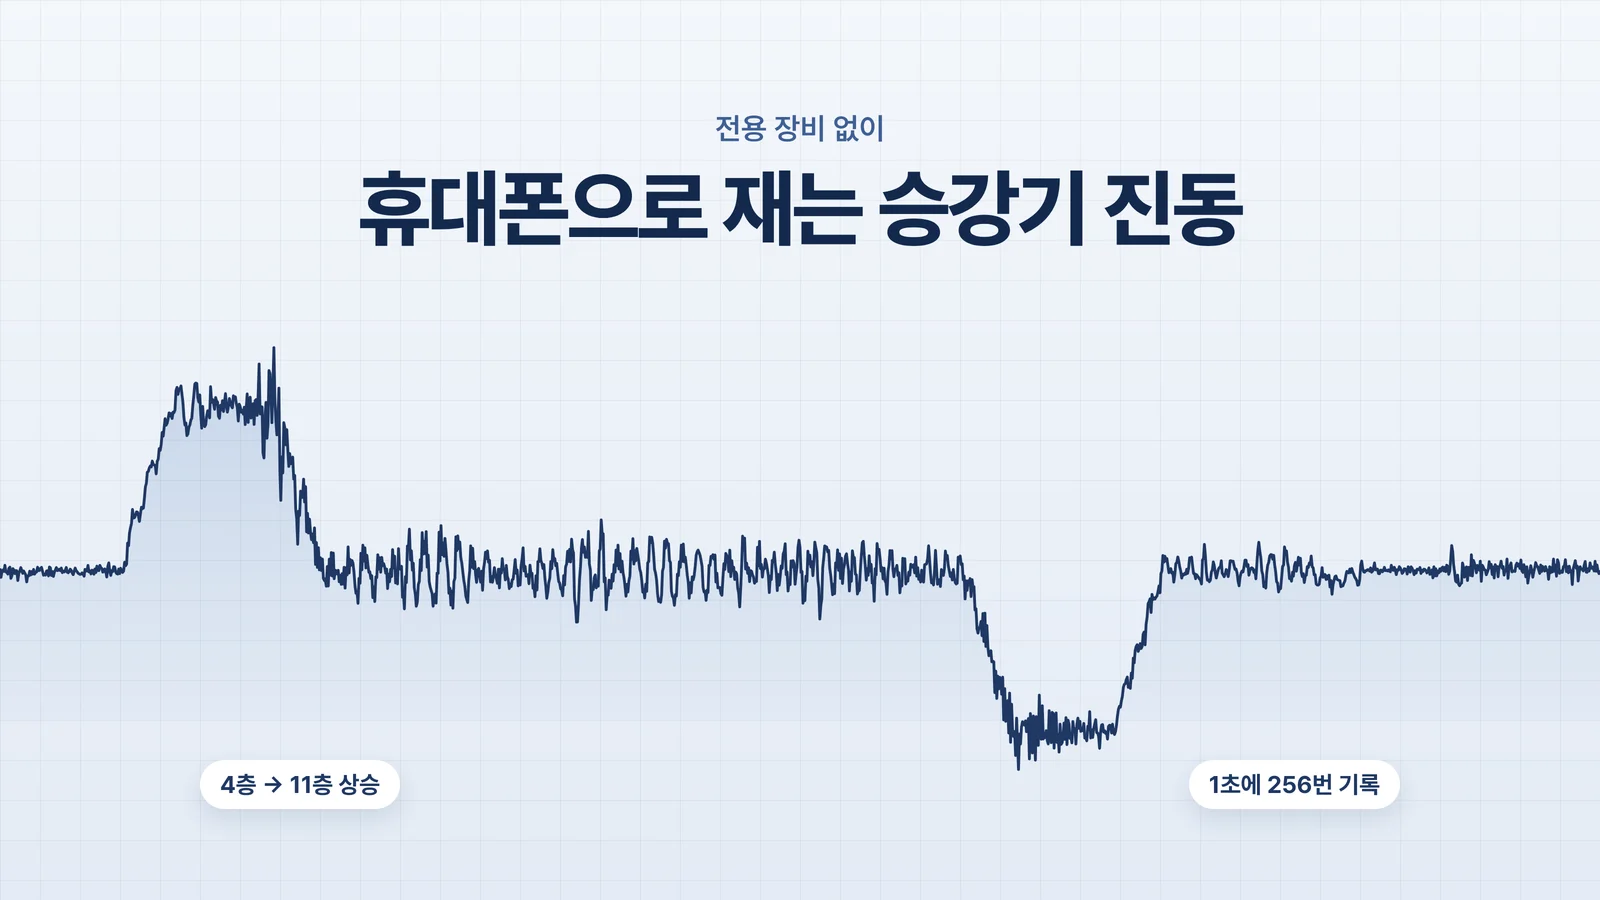 전용 장비 없이
휴대폰으로 재는 승강기 진동
4층 → 11층 상승
1초에 256번 기록